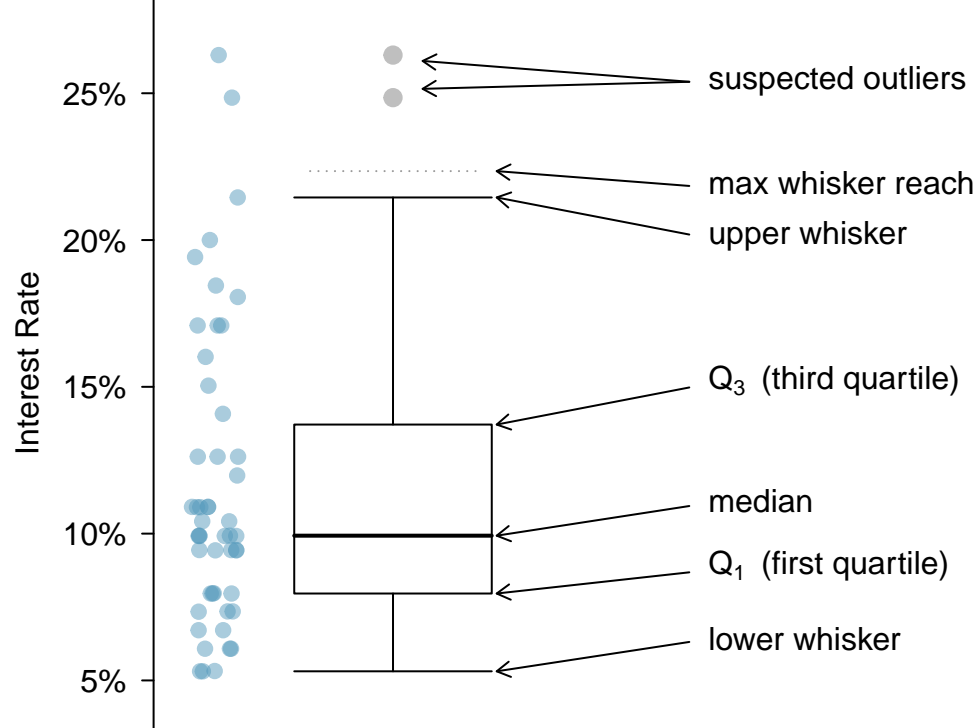 Interest Rate
25%
20%
15%
10%
5%
suspected outliers
max whisker reach
upper whisker
Q₃ (third quartile)
median
Q₁ (first quartile)
lower whisker